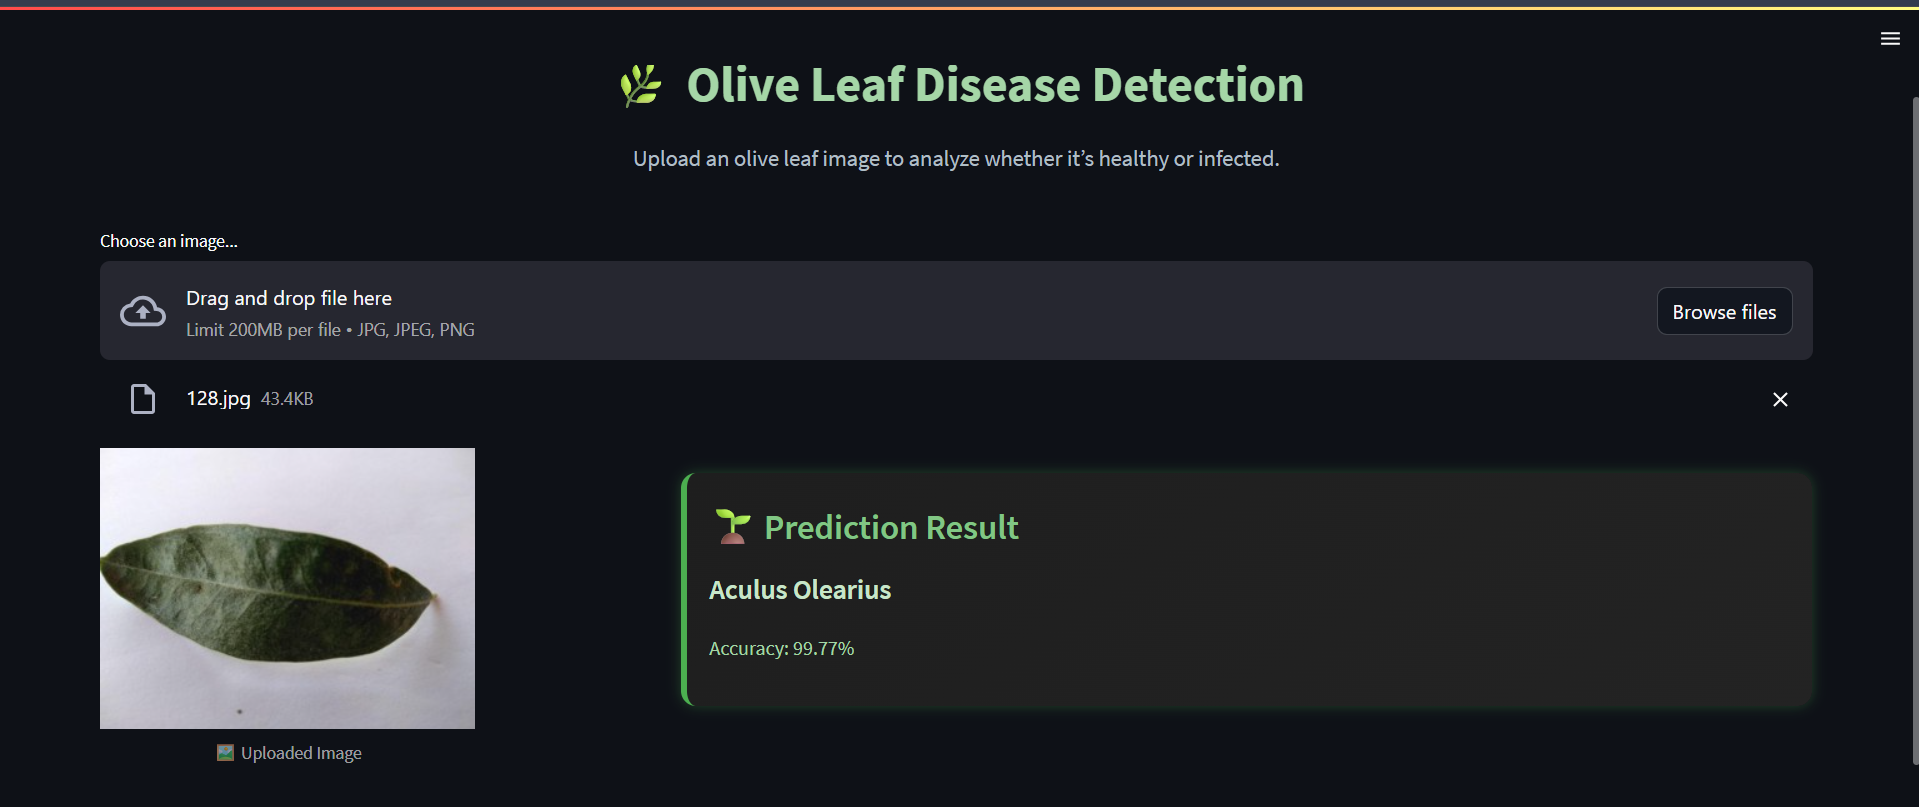 Olive Leaf Disease Detection
Upload an olive leaf image to analyze whether it’s healthy or infected.
Choose an image...
Drag and drop file here
Limit 200MB per file • JPG, JPEG, PNG
Browse files
128.jpg 43.4KB
Prediction Result
Aculus Olearius
Accuracy: 99.77%
Uploaded Image